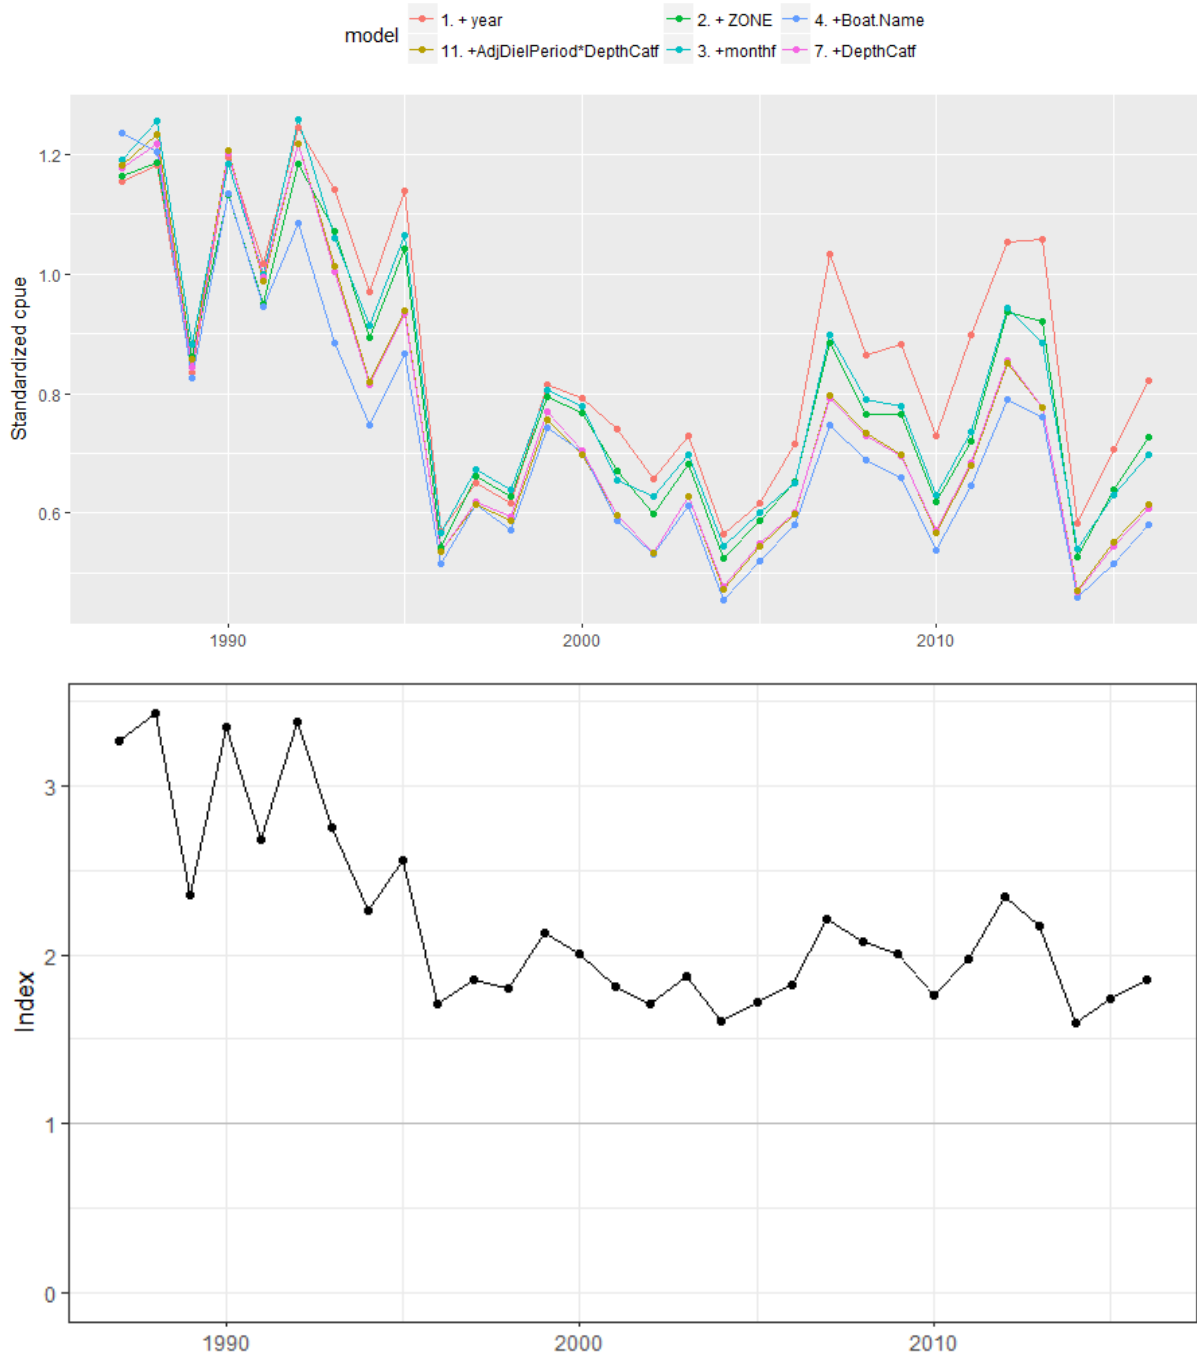 model
1. + year
2. + ZONE
4. +Boat.Name
11. +AdjDielPeriod*DepthCatf
3. +monthf
7. +DepthCatf
Standardized cpue
1.2
1.0
0.8
0.6
1990
2000
2010
Index
3
2
1
0
1990
2000
2010